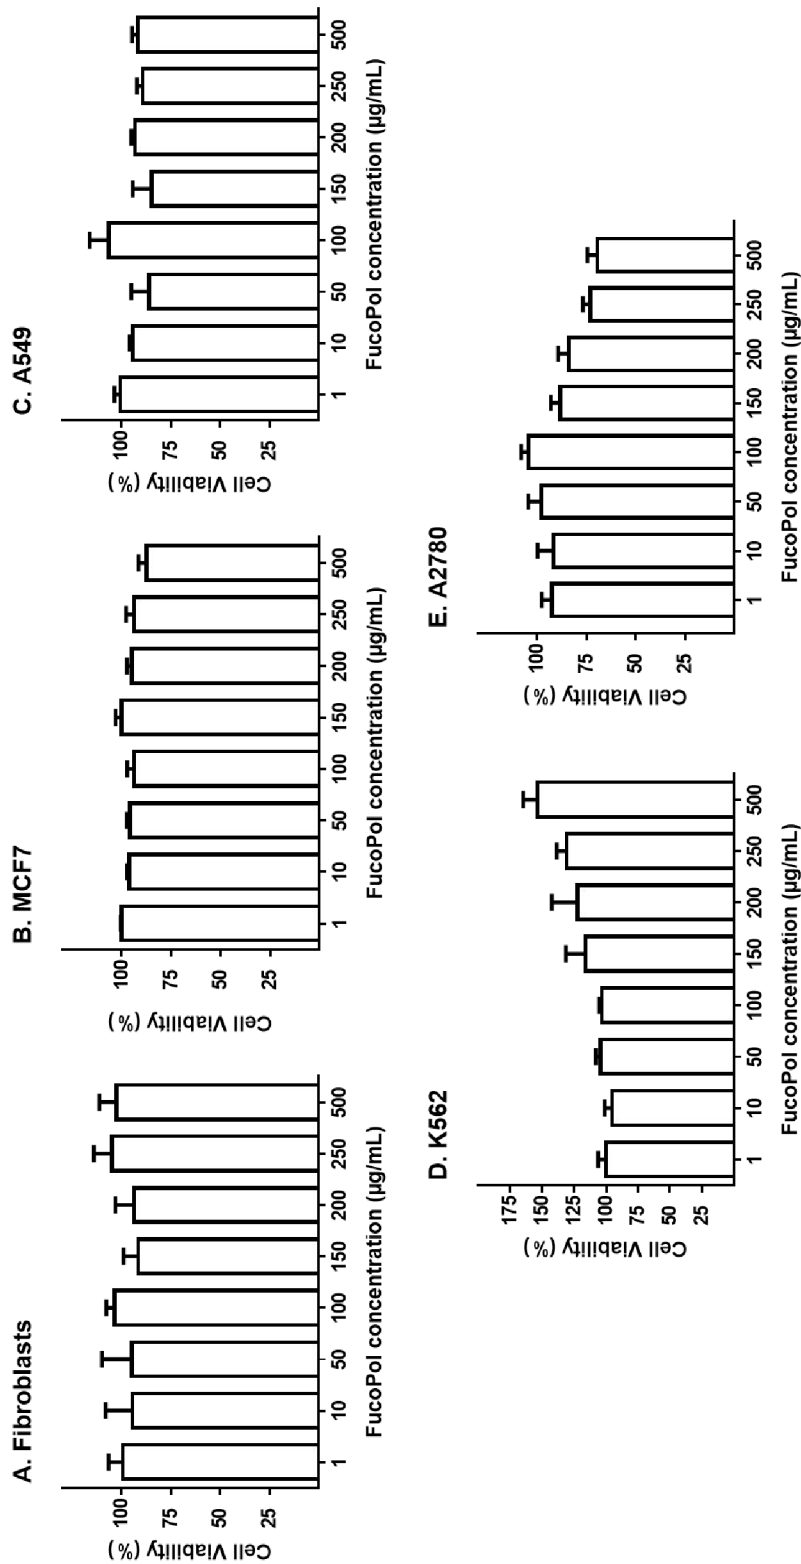 A. Fibroblasts
Cell Viability (%)
100
75
50
25
1 10 50 100 150 200 250 500
FucoPol concentration (µg/mL)
B. MCF7
Cell Viability (%)
100
75
50
25
1 10 50 100 150 200 250 500
FucoPol concentration (µg/mL)
C. A549
Cell Viability (%)
100
75
50
25
1 10 50 100 150 200 250 500
FucoPol concentration (µg/mL)
D. K562
Cell Viability (%)
175
150
125
100
75
50
25
1 10 50 100 150 200 250 500
FucoPol concentration (µg/mL)
E. A2780
Cell Viability (%)
100
75
50
25
1 10 50 100 150 200 250 500
FucoPol concentration (µg/mL)